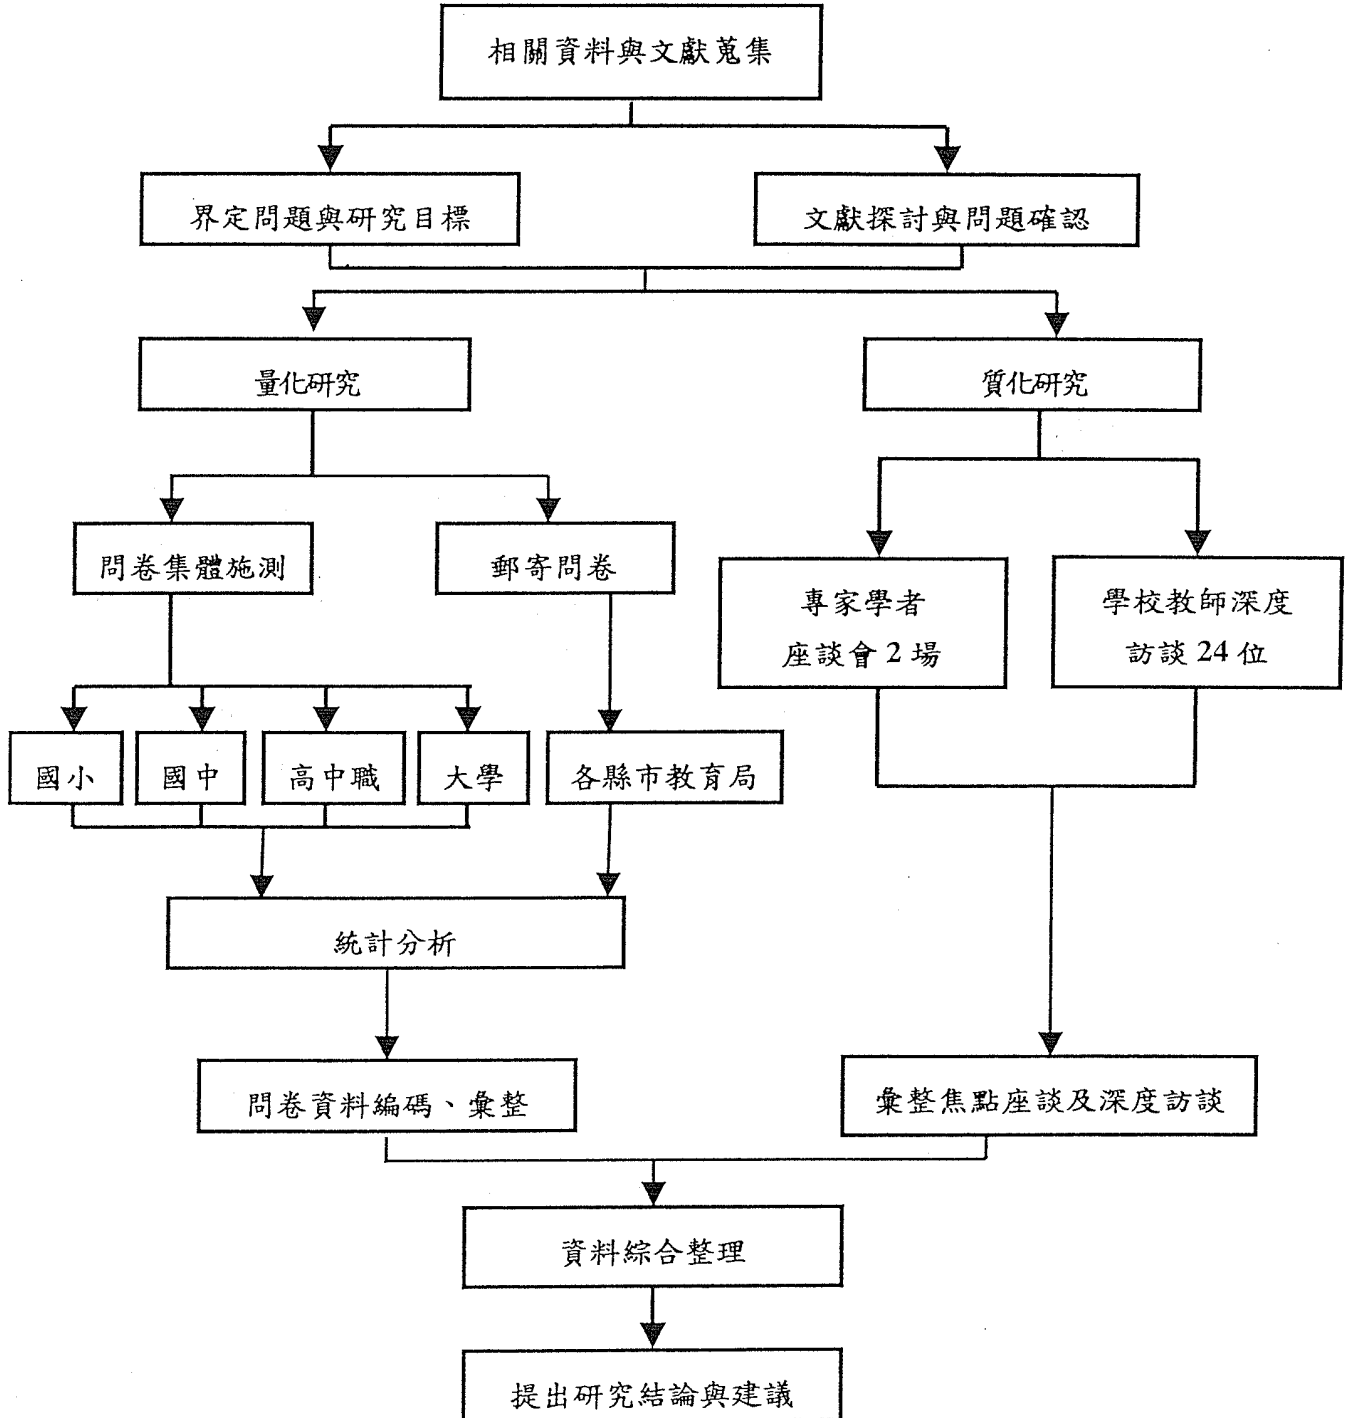 相關資料與文獻蒐集
界定問題與研究目標
文獻探討與問題確認
量化研究
質化研究
問卷集體施測
郵寄問卷
專家學者
座談會2場
學校教師深度
訪談24位
國小
國中
高中職
大學
各縣市教育局
統計分析
問卷資料編碼、彙整
彙整焦點座談及深度訪談
資料綜合整理
提出研究結論與建議